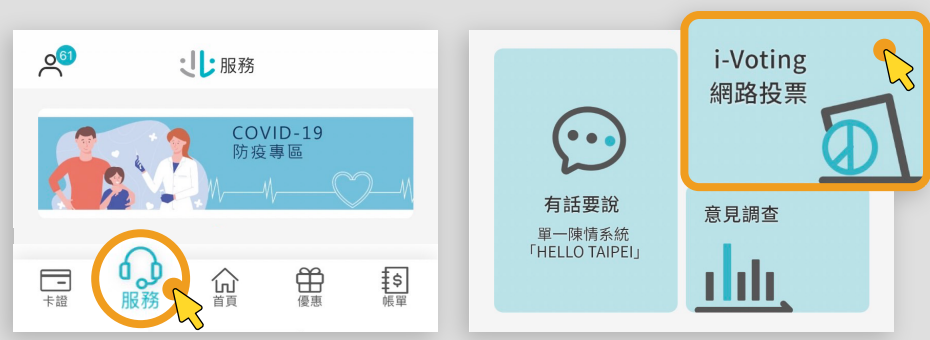 61
服務
COVID-19
防疫專區
卡證
服務
首頁
優惠
帳單
i-Voting
網路投票
有話要說
單一陳情系統
「HELLO TAIPEI」
意見調查